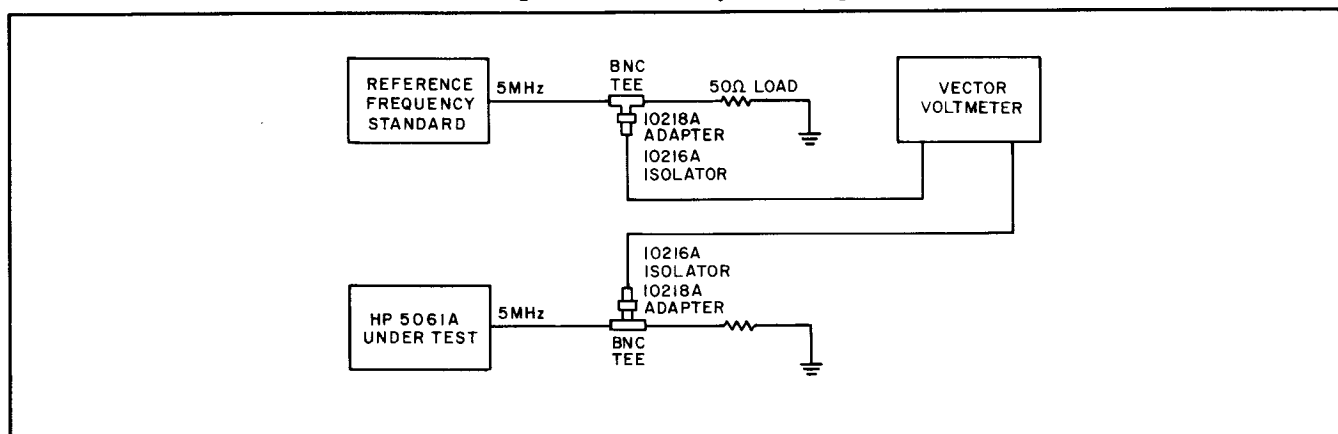 REFERENCE
FREQUENCY
STANDARD
5MHz
BNC
TEE
50Ω LOAD
10218A
ADAPTER
10216A
ISOLATOR
VECTOR
VOLTMETER
10216A
ISOLATOR
10218A
ADAPTER
HP 5061A
UNDER TEST
5MHz
BNC
TEE